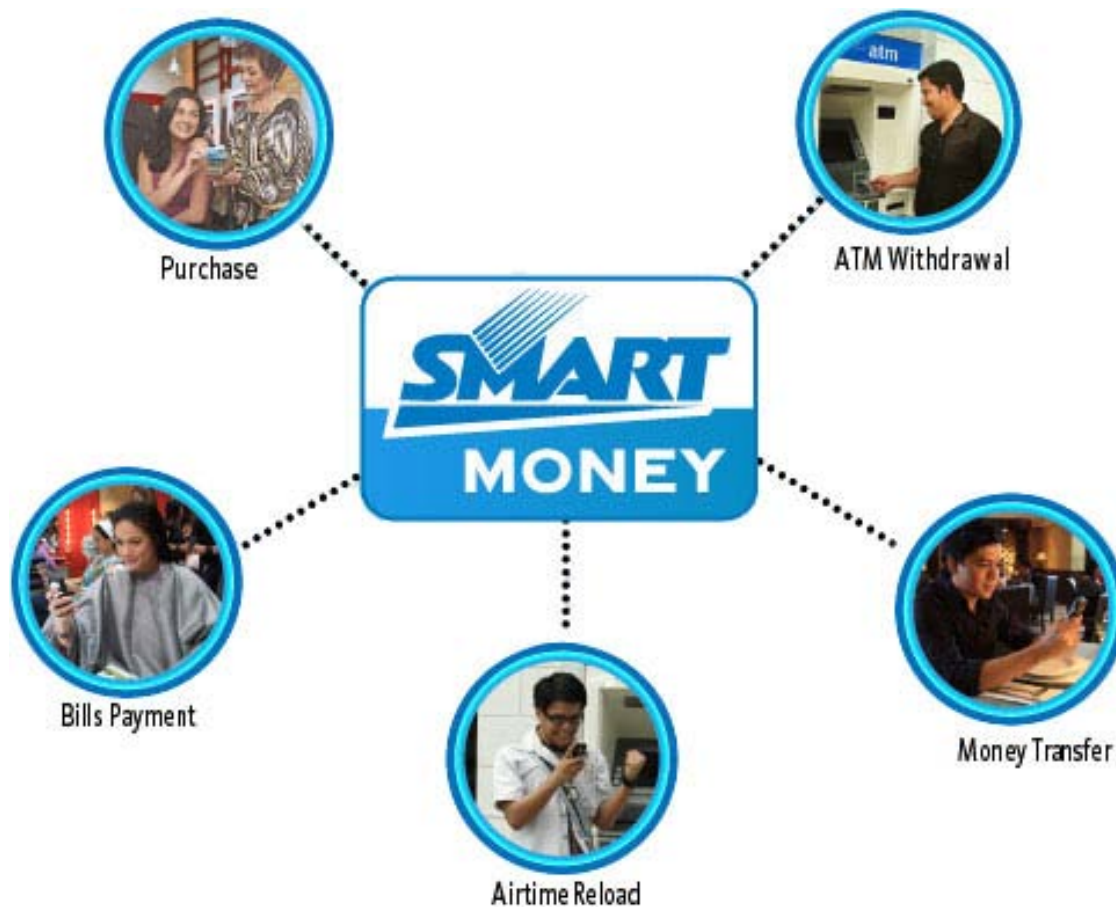 atm
Purchase
ATM Withdrawal
SMART
MONEY
Bills Payment
Money Transfer
Airtime Reload